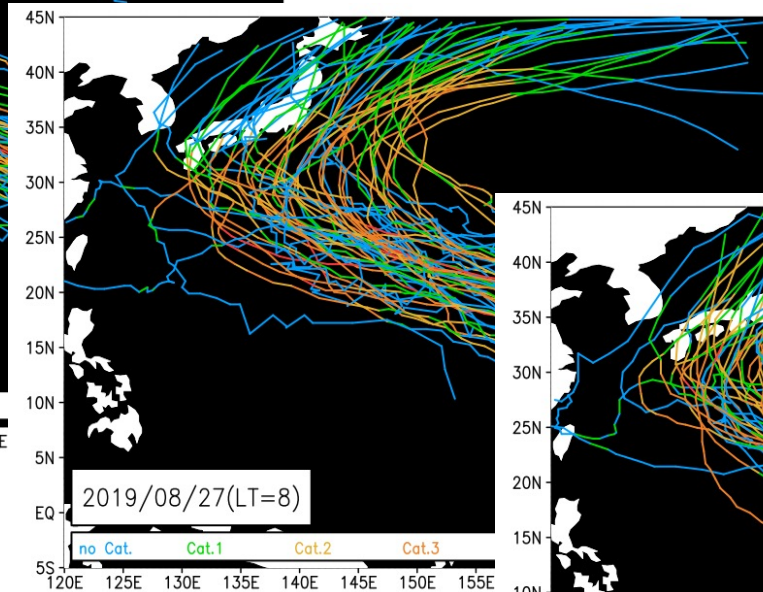 45N
40N
35N
30N
25N
20N
15N
10N
5N
EQ
5S
120E 125E 130E 135E 140E 145E 150E 155E
2019/08/27(LT=8)
no Cat. Cat.1 Cat.2 Cat.3
E
45N
40N
35N
30N
25N
20N
15N
10N